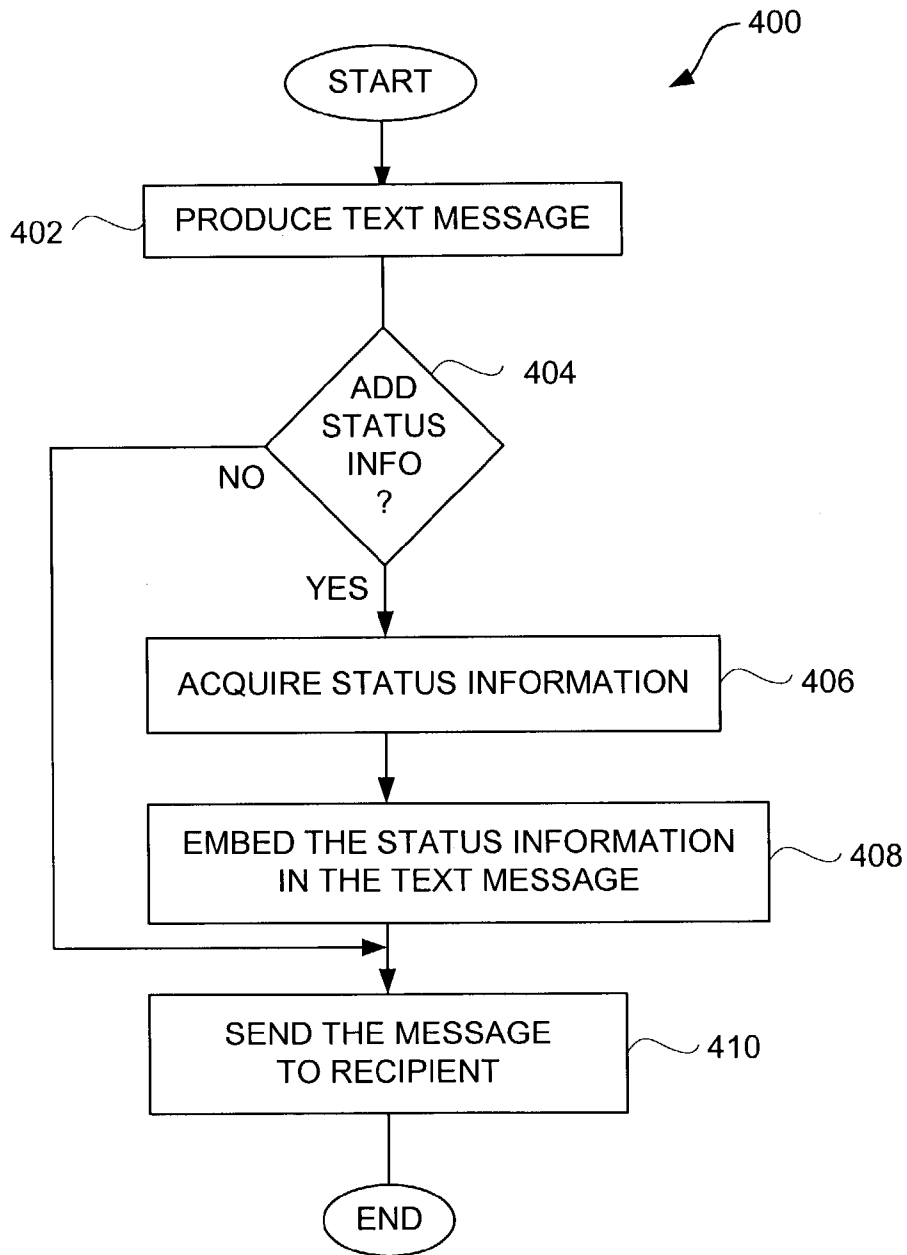 400
START
402
PRODUCE TEXT MESSAGE
404
ADD
STATUS
INFO
?
NO
YES
ACQUIRE STATUS INFORMATION
406
EMBED THE STATUS INFORMATION
IN THE TEXT MESSAGE
408
SEND THE MESSAGE
TO RECIPIENT
410
END